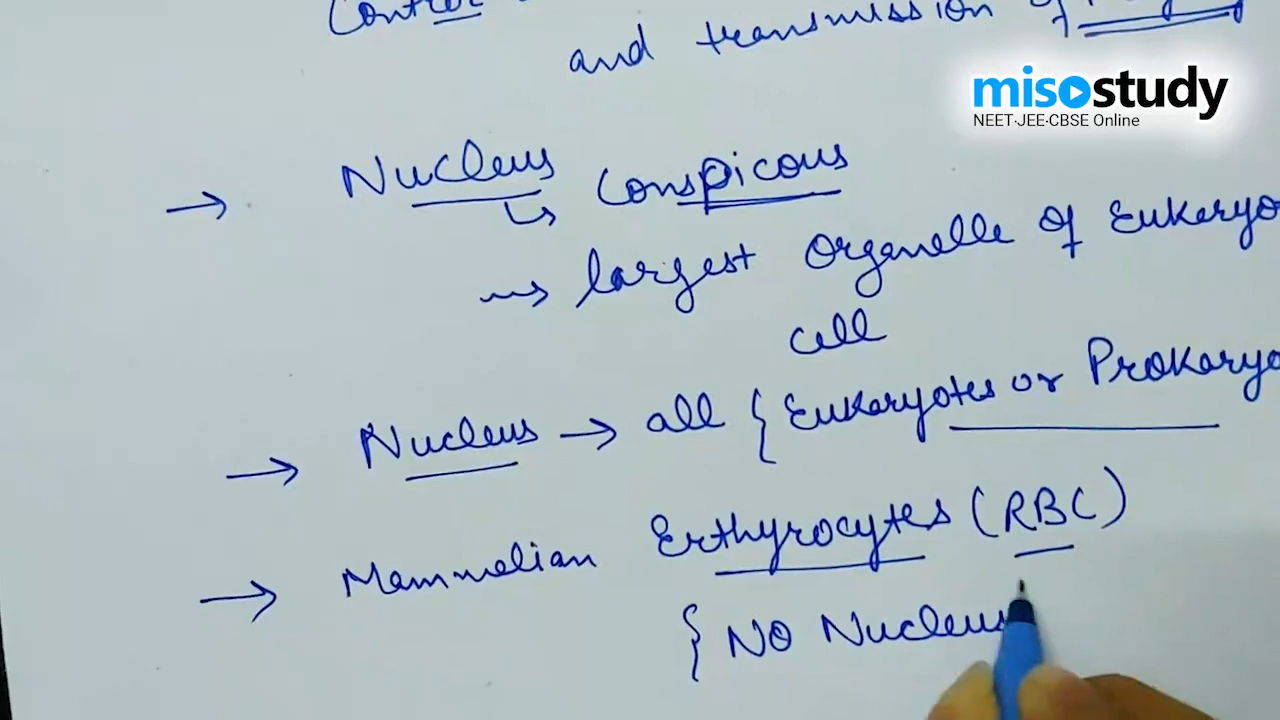 Control
and transmission of
misostudy
NEET-JEE-CBSE Online
→ Nucleus
↳ Conspicous
→ largest Organelle of Eukaryo
cell
→ Nucleus → all { Eukaryotes or Prokaryo
→ Mammelian Erthyrocytes (RBC)
{ No Nucleus